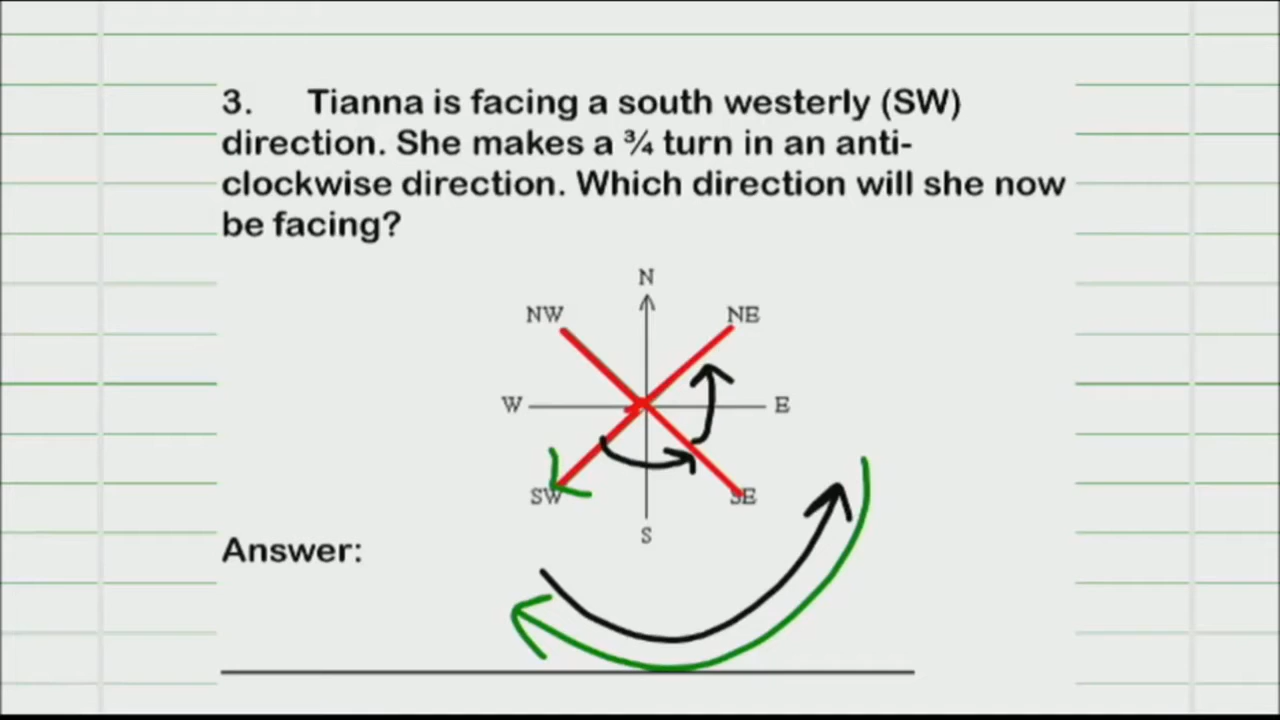 3. Tianna is facing a south westerly (SW)
direction. She makes a ¾ turn in an anti-
clockwise direction. Which direction will she now
be facing?
N
NW NE
W E
SW SE
S
Answer: